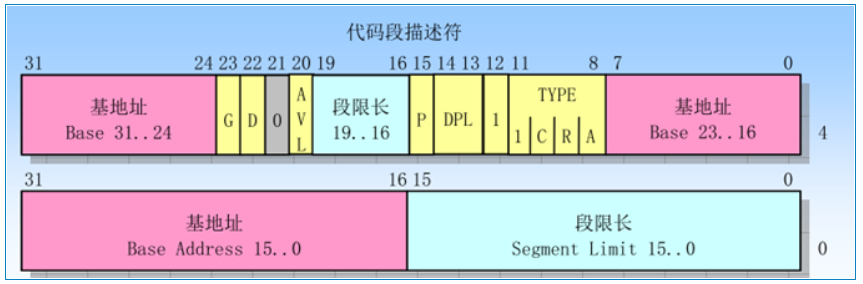 代码段描述符
31 24 23 22 21 20 19 16 15 14 13 12 11 8 7 0
基地址
Base 31..24
G
D
0
A
V
L
段限长
19..16
P
DPL
1
TYPE
1 C R A
基地址
Base 23..16
4
31 16 15 0
基地址
Base Address 15..0
段限长
Segment Limit 15..0
0